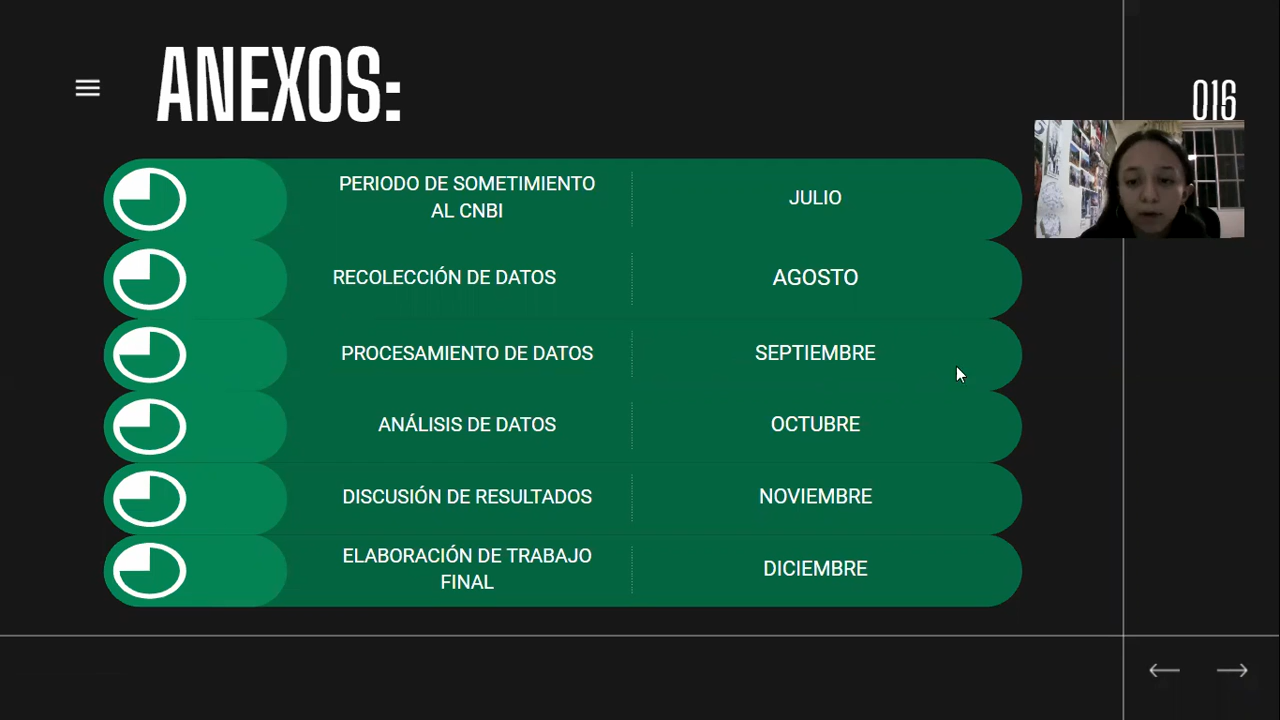 ANEXOS:
016
PERIODO DE SOMETIMIENTO
AL CNBI
JULIO
RECOLECCIÓN DE DATOS
AGOSTO
PROCESAMIENTO DE DATOS
SEPTIEMBRE
ANÁLISIS DE DATOS
OCTUBRE
DISCUSIÓN DE RESULTADOS
NOVIEMBRE
ELABORACIÓN DE TRABAJO
FINAL
DICIEMBRE